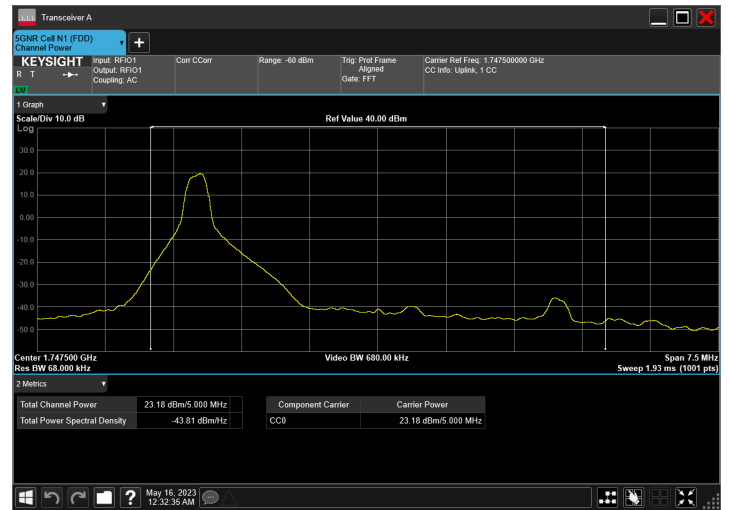 Transceiver A
5GNR Cell N1 (FDD)
Channel Power
KEYSIGHT
R T
LXI
Input: RFIO1
Output: RFIO1
Coupling: AC
Corr CCorr
Range: -60 dBm
Trig: Prot Frame
Aligned
Gate: FFT
Carrier Ref Freq: 1.747500000 GHz
CC Info: Uplink, 1 CC
1 Graph
Scale/Div 10.0 dB
Ref Value 40.00 dBm
Log
30.0
20.0
10.0
0.00
-10.0
-20.0
-30.0
-40.0
-50.0
Center 1.747500 GHz
Video BW 680.00 kHz
Span 7.5 MHz
Res BW 68.000 kHz
Sweep 1.93 ms (1001 pts)
2 Metrics
Total Channel Power 23.18 dBm/5.000 MHz
Total Power Spectral Density -43.81 dBm/Hz
Component Carrier Carrier Power
CC0 23.18 dBm/5.000 MHz
?
May 16, 2023
12:32:35 AM